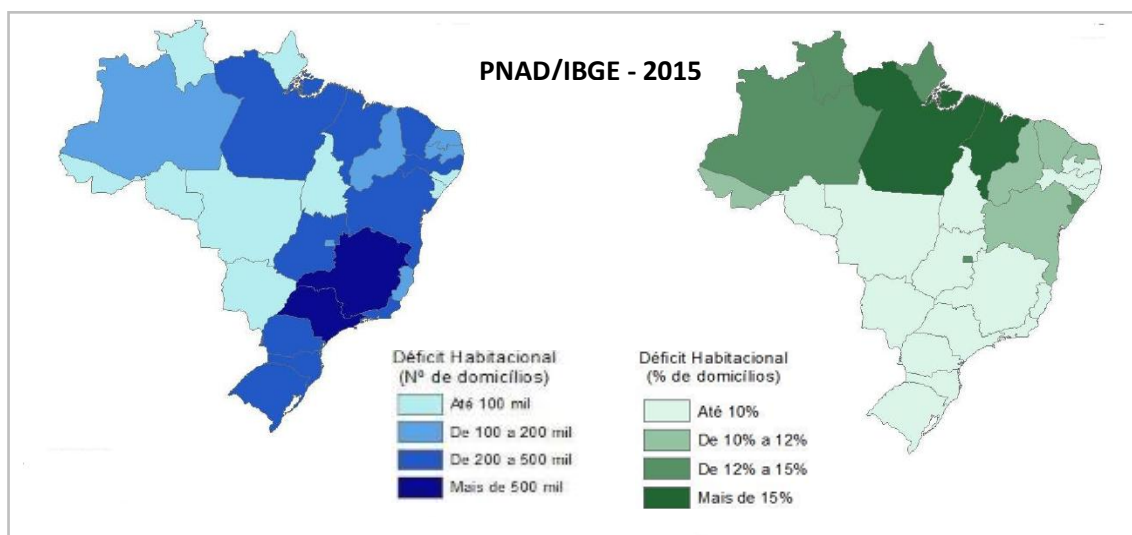 PNAD/IBGE - 2015
Déficit Habitacional
(Nº de domicílios)
Até 100 mil
De 100 a 200 mil
De 200 a 500 mil
Mais de 500 mil
Déficit Habitacional
(% de domicílios)
Até 10%
De 10% a 12%
De 12% a 15%
Mais de 15%